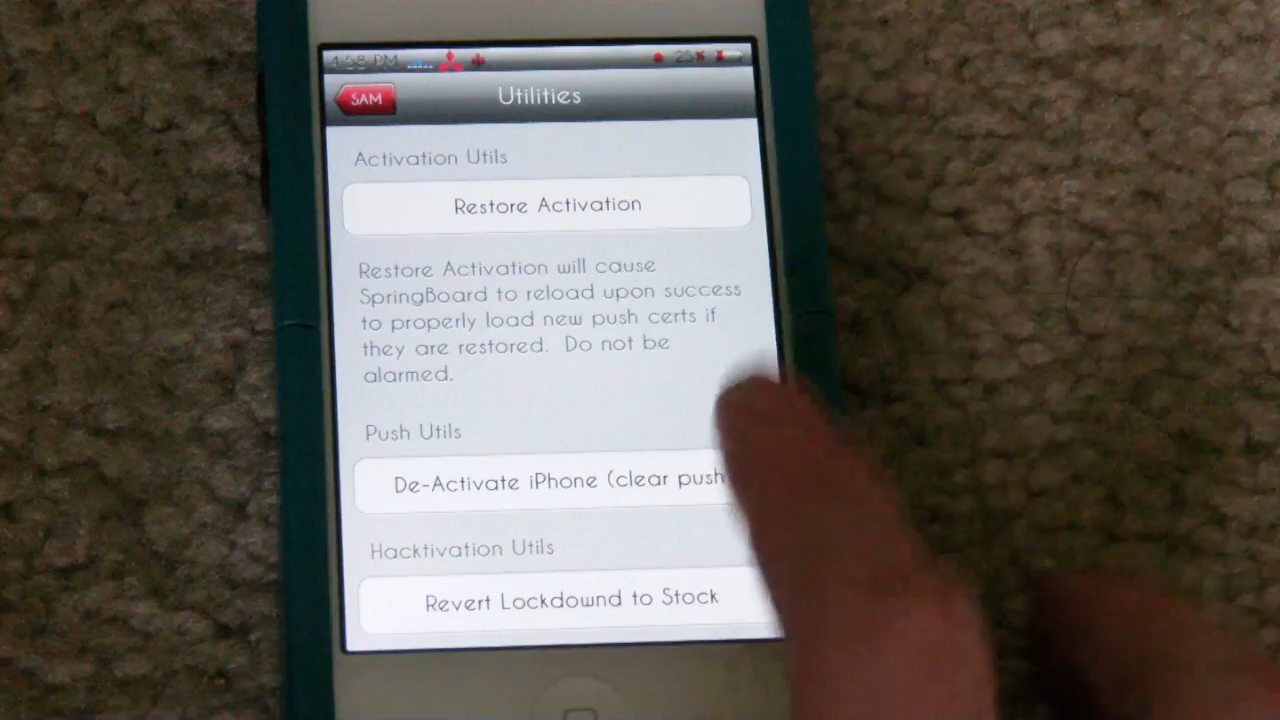 4:58 PM 25
SAM
Utilities
Activation Utils
Restore Activation
Restore Activation will cause
SpringBoard to reload upon success
to properly load new push certs if
they are restored. Do not be
alarmed.
Push Utils
De-Activate iPhone (clear push
Hacktivation Utils
Revert Lockdownd to Stock